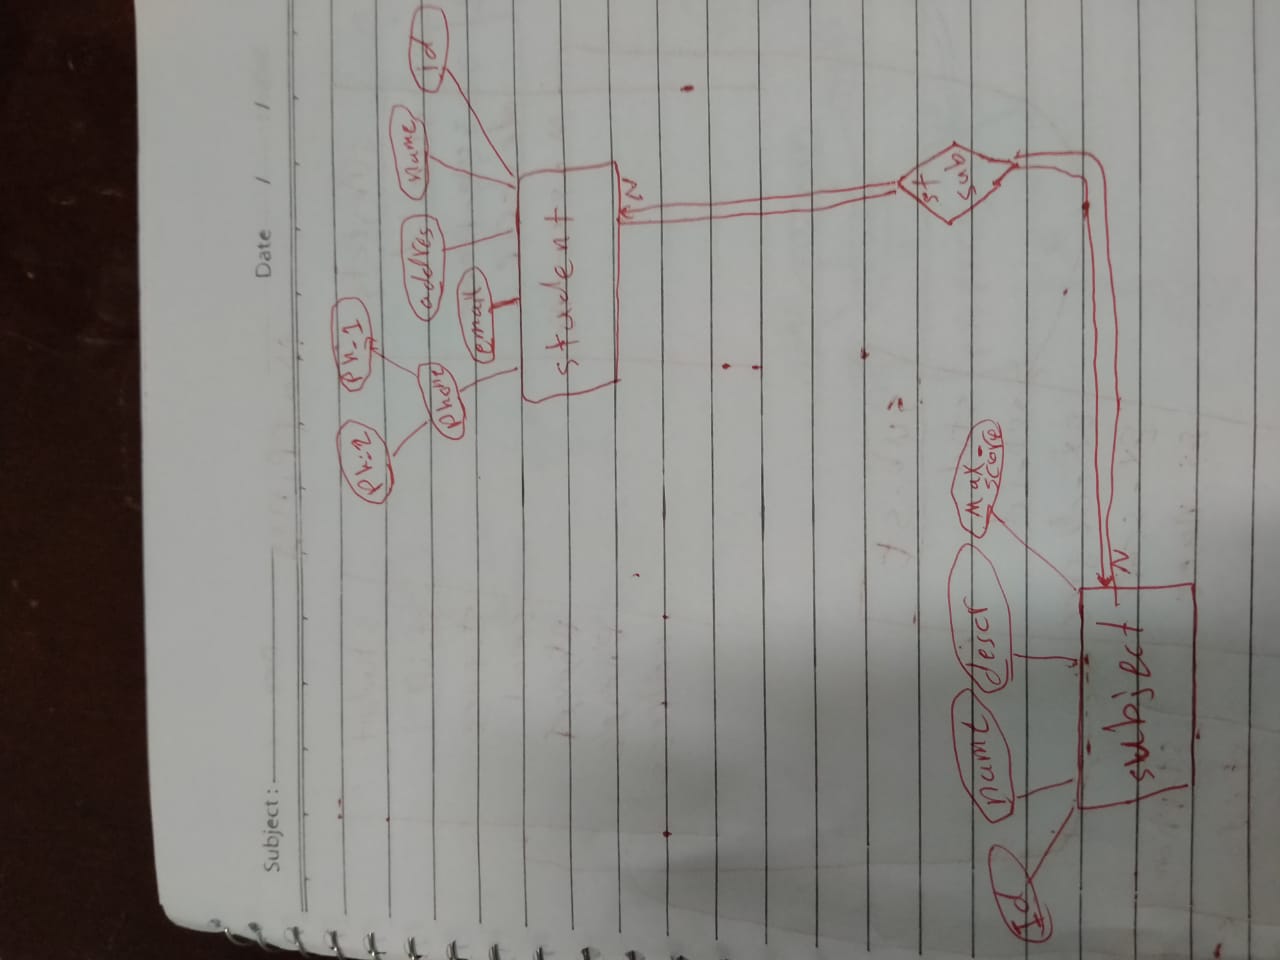 Subject :
Date / /
ph-2
ph-1
phone
addres
name
id
email
student
N
st
sub
Id
name
descr
Max-
score
subject
N